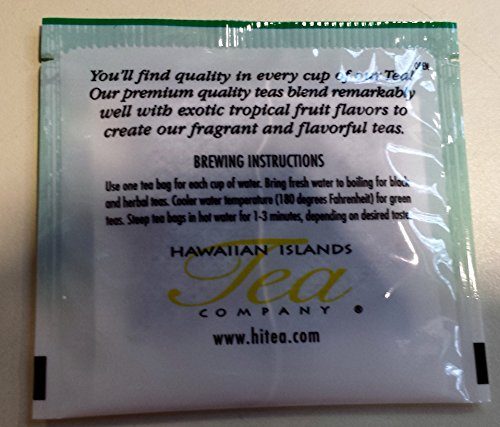 OPEN
You'll find quality in every cup of our Tea!
Our premium quality teas blend remarkably
well with exotic tropical fruit flavors to
create our fragrant and flavorful teas.
BREWING INSTRUCTIONS
Use one tea bag for each cup of water. Bring fresh water to boiling for black
and herbal teas. Cooler water temperature (180 degrees Fahrenheit) for green
teas. Steep tea bags in hot water for 1-3 minutes, depending on desired taste.
HAWAIIAN ISLANDS
Tea
COMPANY ®
www.hitea.com